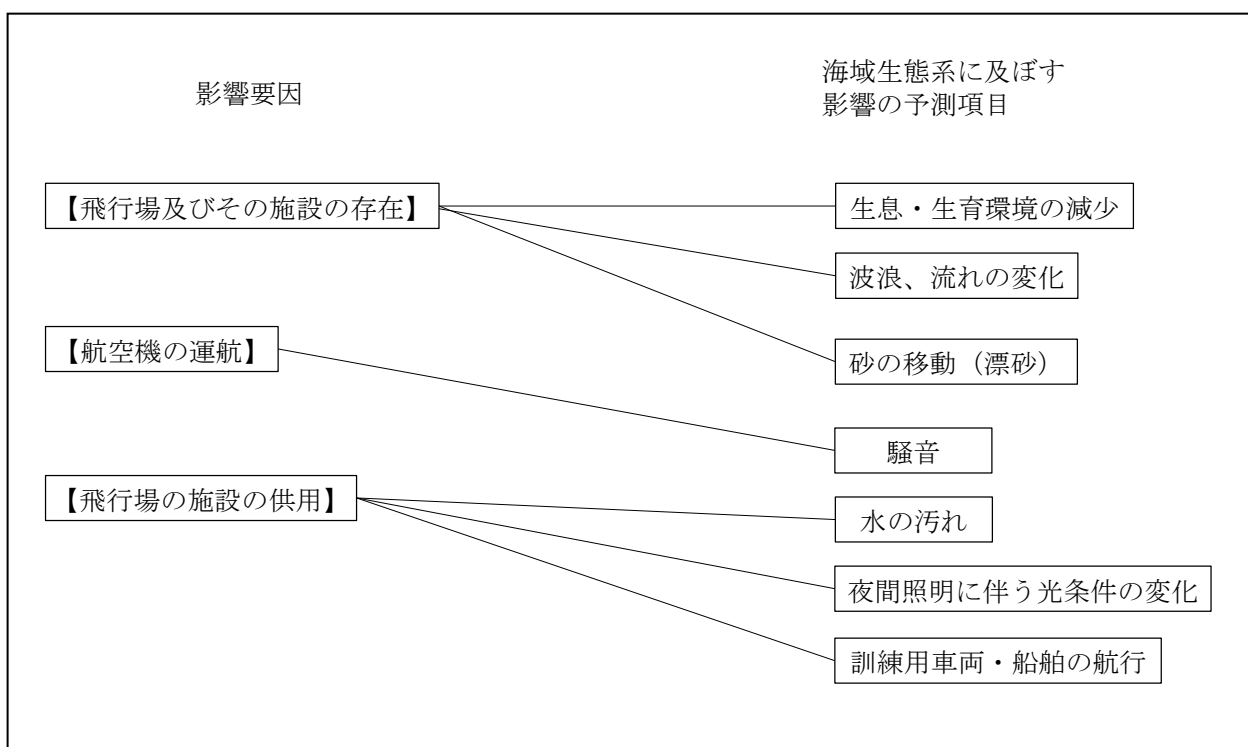 影響要因
海域生態系に及ぼす
影響の予測項目
【飛行場及びその施設の存在】
生息・生育環境の減少
波浪、流れの変化
【航空機の運航】
砂の移動（漂砂）
騒音
【飛行場の施設の供用】
水の汚れ
夜間照明に伴う光条件の変化
訓練用車両・船舶の航行